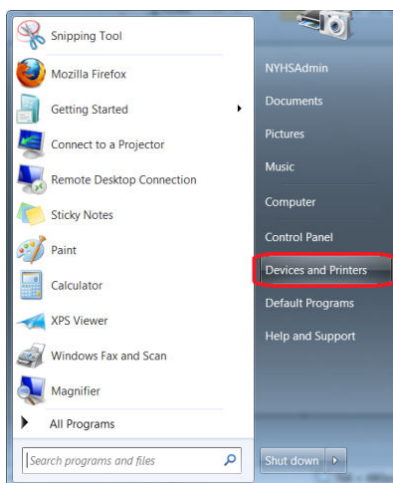 Snipping Tool
Mozilla Firefox
Getting Started
Connect to a Projector
Remote Desktop Connection
Sticky Notes
Paint
Calculator
XPS Viewer
Windows Fax and Scan
Magnifier
All Programs
Search programs and files
NYHSAdmin
Documents
Pictures
Music
Computer
Control Panel
Devices and Printers
Default Programs
Help and Support
Shut down